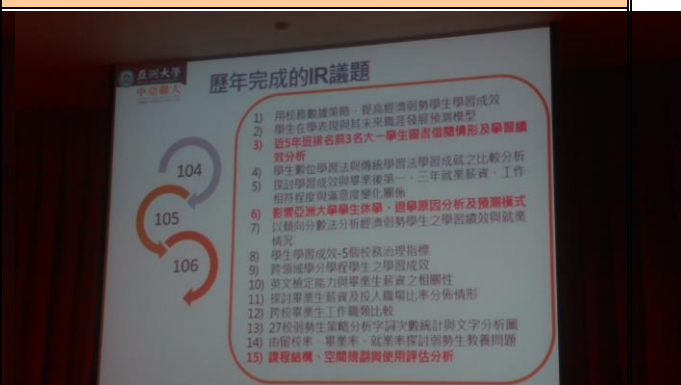 亞洲大學
中亞聯大
歷年完成的IR議題
104
105
106
1) 用校務數據策略，提高經濟弱勢學生學習成效
2) 學生在學表現與其未來職涯發展預測模型
3) 近5年班排名前3名大一學生圖書借閱情形及學習績
效分析
4) 學生數位學習法與傳統學習法學習成就之比較分析
5) 探討學習成效與畢業後第一、三年就業薪資、工作
相符程度與滿意度變化關係
6) 影響亞洲大學學生休學、退學原因分析及預測模式
7) 以傾向分數法分析經濟弱勢學生之學習績效與就業
情況
8) 學生學習成效-5個校務治理指標
9) 跨領域學分學程學生之學習成效
10) 英文檢定能力與畢業生薪資之相關性
11) 探討畢業生薪資及投入職場比率分佈情形
12) 跨校畢業生工作職類比較
13) 27校弱勢生策略分析字詞次數統計與文字分析圖
14) 由留校率、畢業率、就業率探討弱勢生教養問題
15) 課程結構、空間規劃與使用評估分析